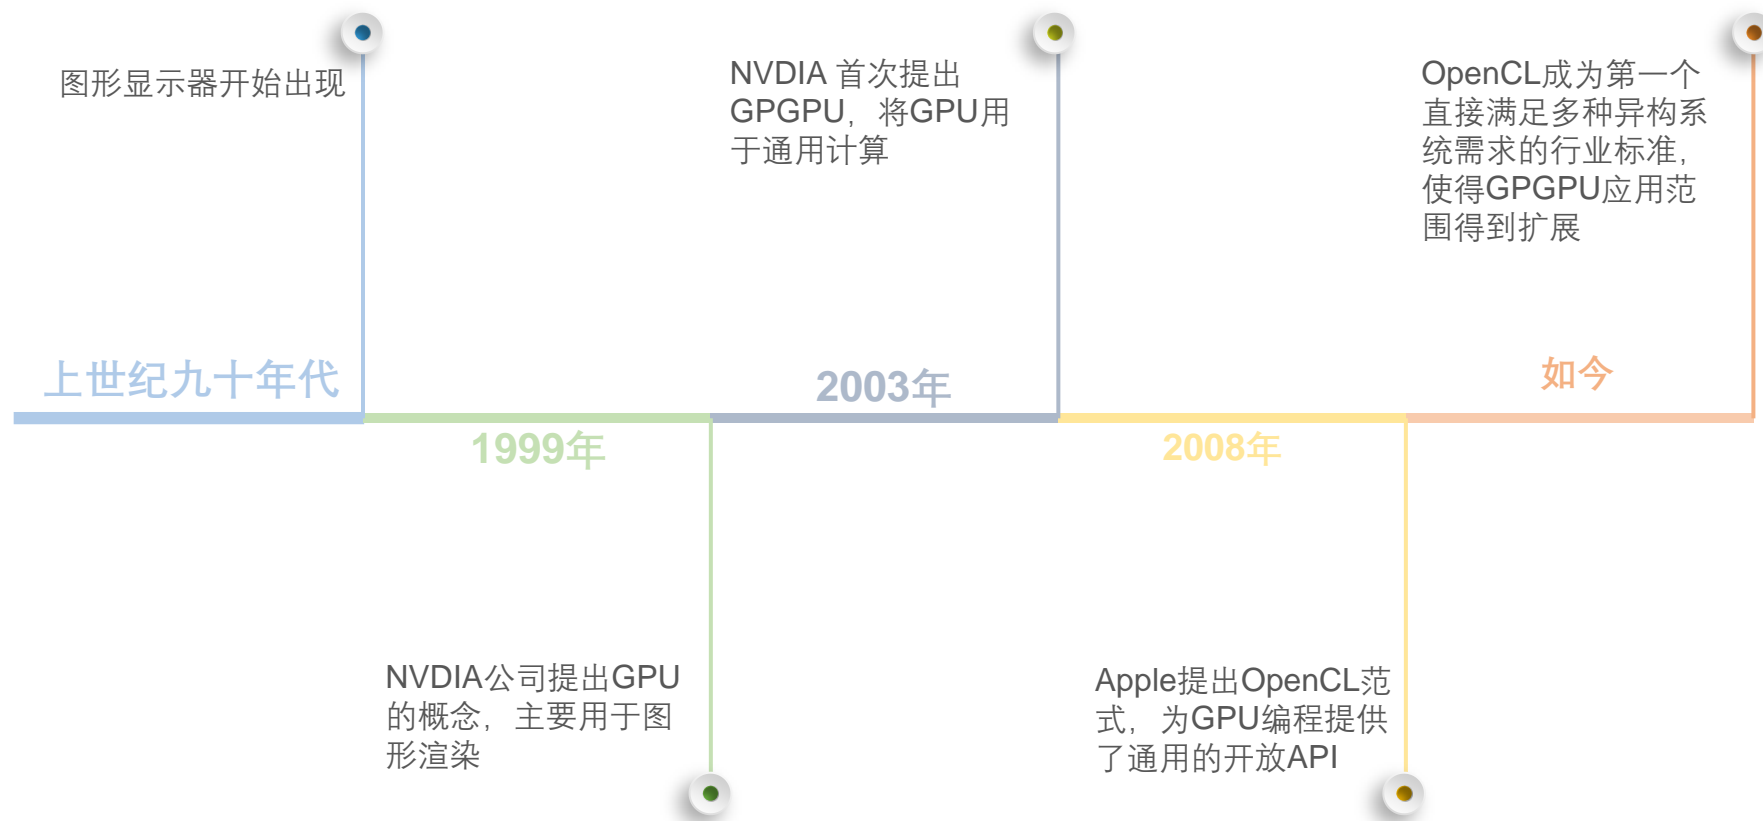 图形显示器开始出现
上世纪九十年代
1999年
NVDIA公司提出GPU
的概念，主要用于图
形渲染
NVDIA 首次提出
GPGPU，将GPU用
于通用计算
2003年
2008年
Apple提出OpenCL范
式，为GPU编程提供
了通用的开放API
OpenCL成为第一个
直接满足多种异构系
统需求的行业标准，
使得GPGPU应用范
围得到扩展
如今